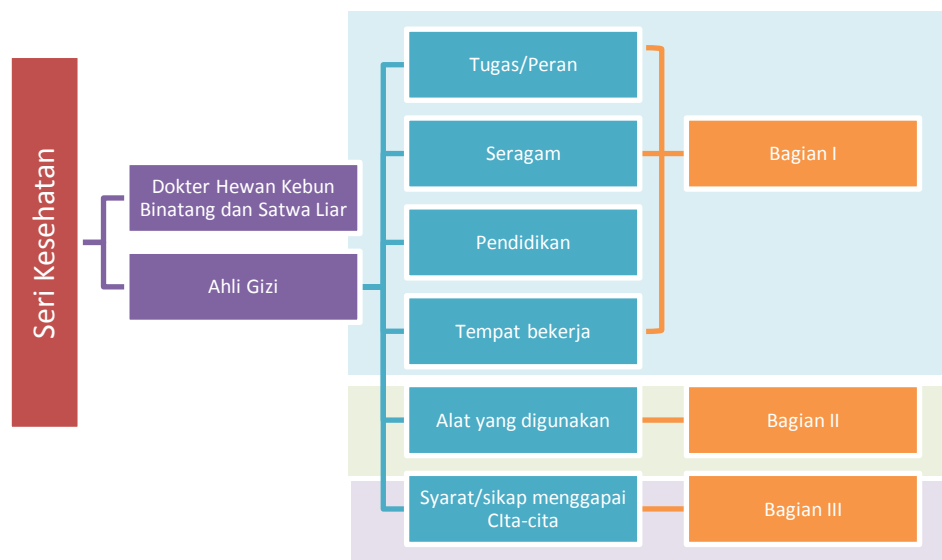 Seri Kesehatan
Dokter Hewan Kebun
Binatang dan Satwa Liar
Ahli Gizi
Tugas/Peran
Seragam
Pendidikan
Tempat bekerja
Alat yang digunakan
Syarat/sikap menggapai
CIta-cita
Bagian I
Bagian II
Bagian III